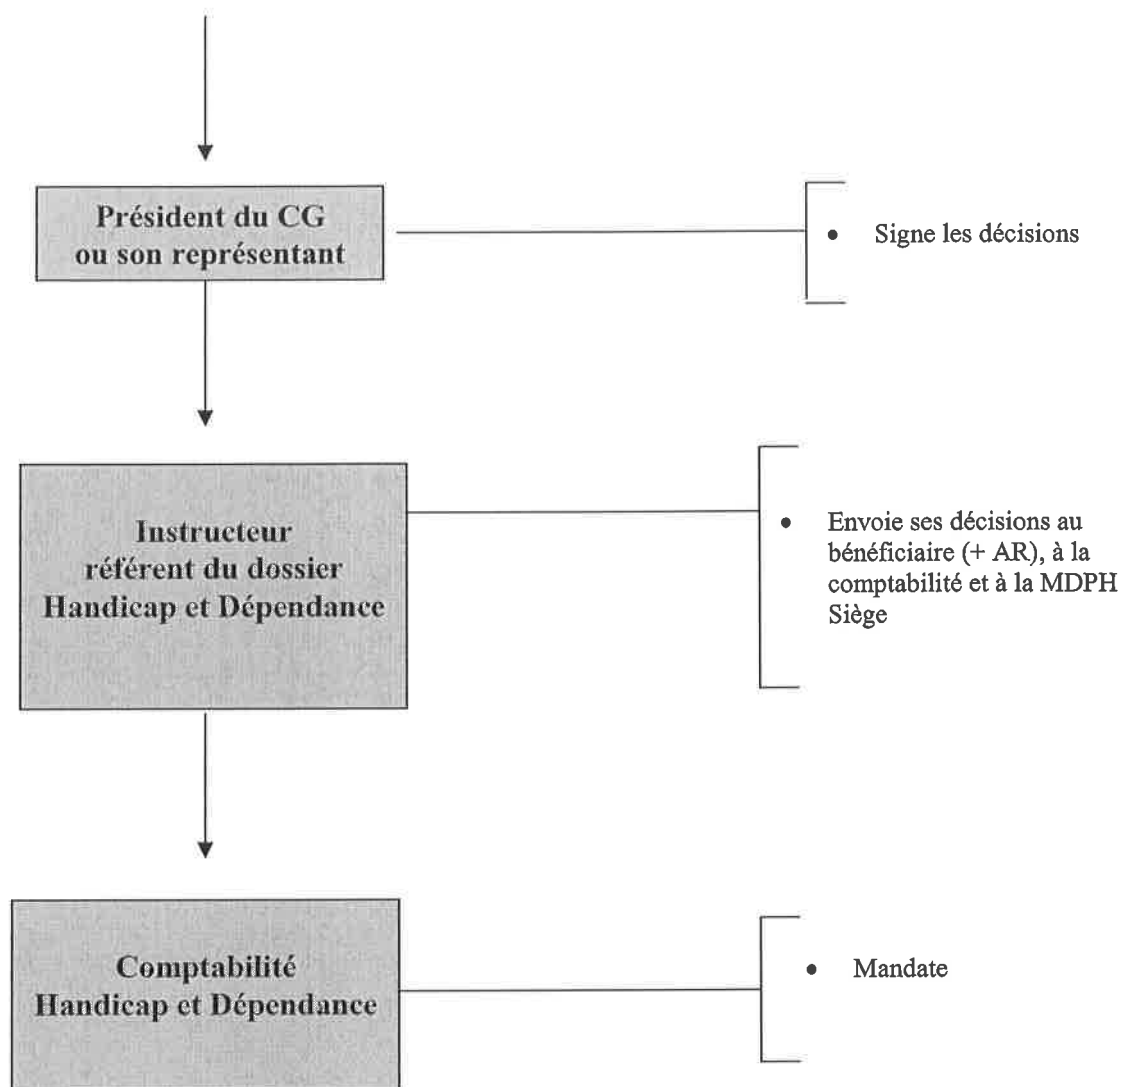 Président du CG
ou son représentant
• Signe les décisions
Instructeur
référent du dossier
Handicap et Dépendance
• Envoie ses décisions au
bénéficiaire (+ AR), à la
comptabilité et à la MDPH
Siège
Comptabilité
Handicap et Dépendance
• Mandate